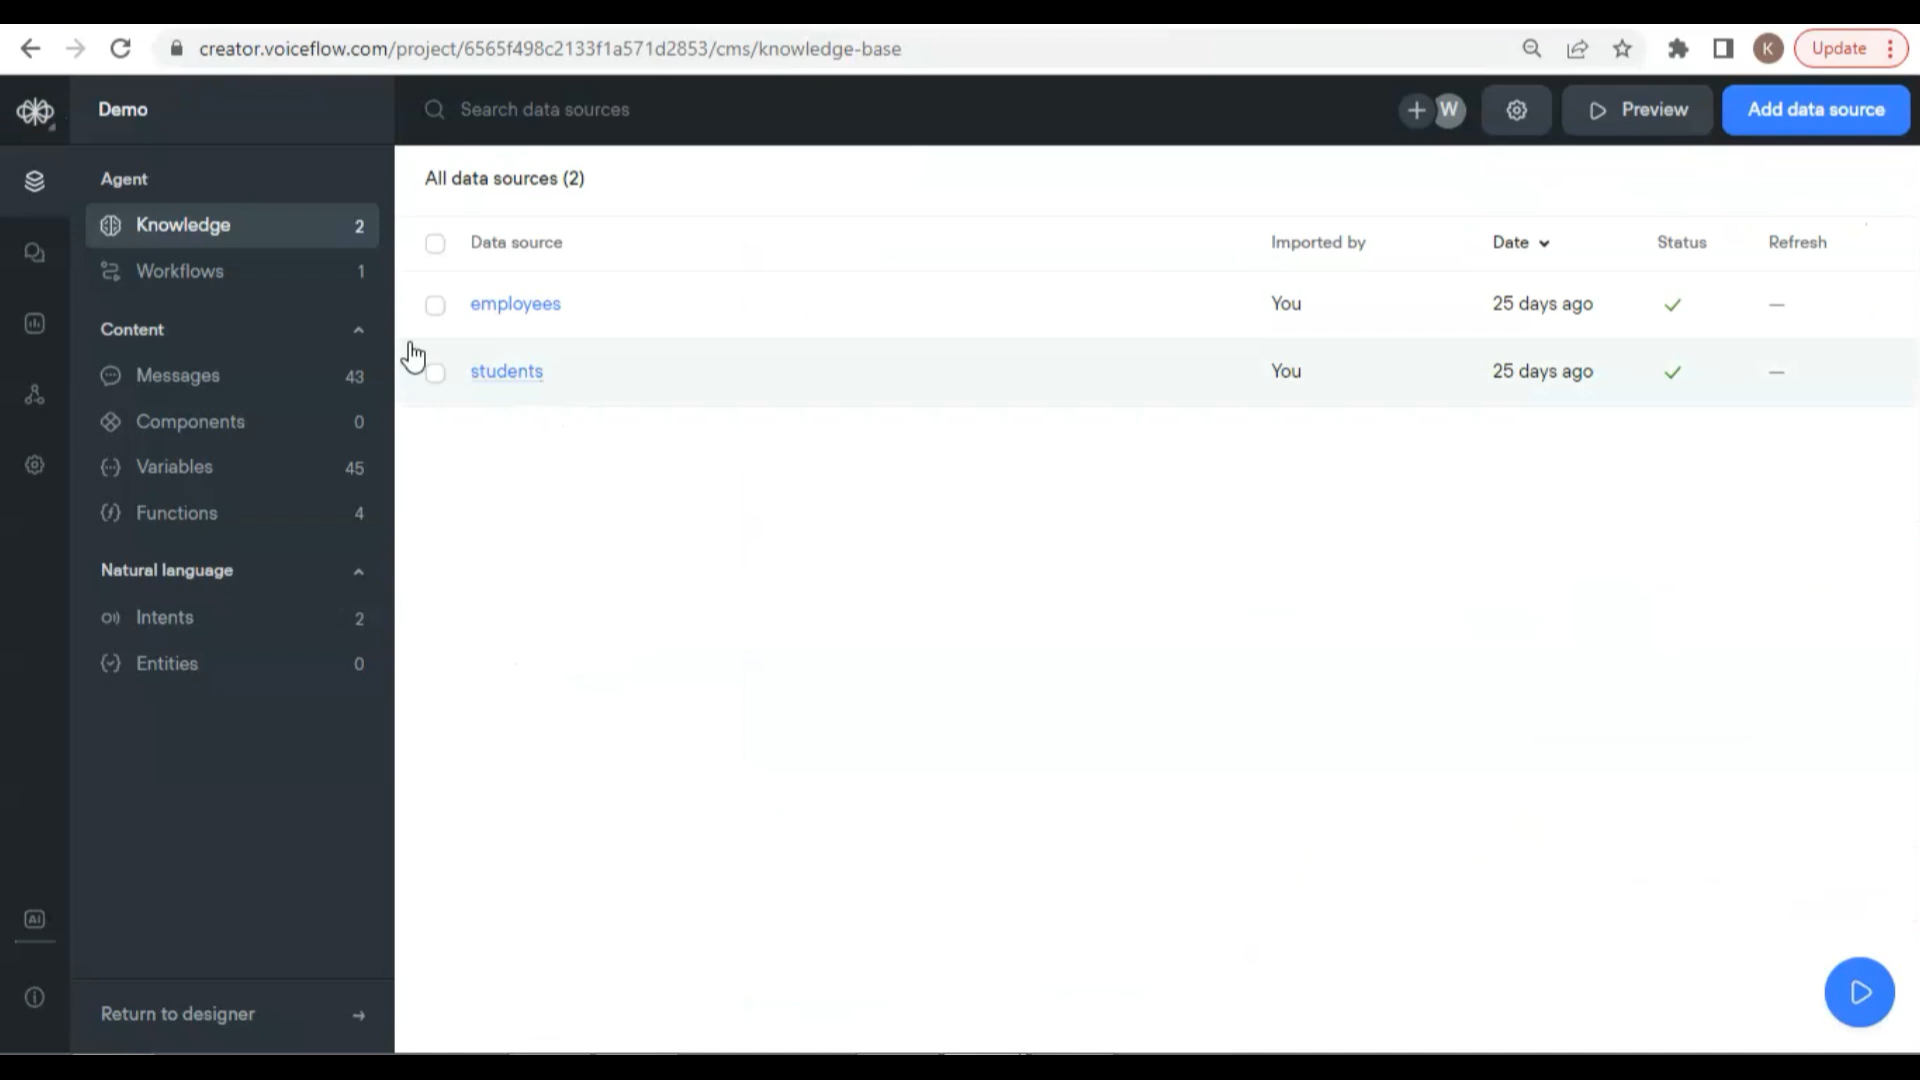 creator.voiceflow.com/project/6565f498c2133f1a571d2853/cms/knowledge-base
K
Update
Demo
Search data sources
W
Preview
Add data source
Agent
Knowledge 2
Workflows 1
Content
Messages 43
Components 0
Variables 45
Functions 4
Natural language
Intents 2
Entities 0
AI
Return to designer
All data sources (2)
Data source Imported by Date Status Refresh
employees You 25 days ago
students You 25 days ago